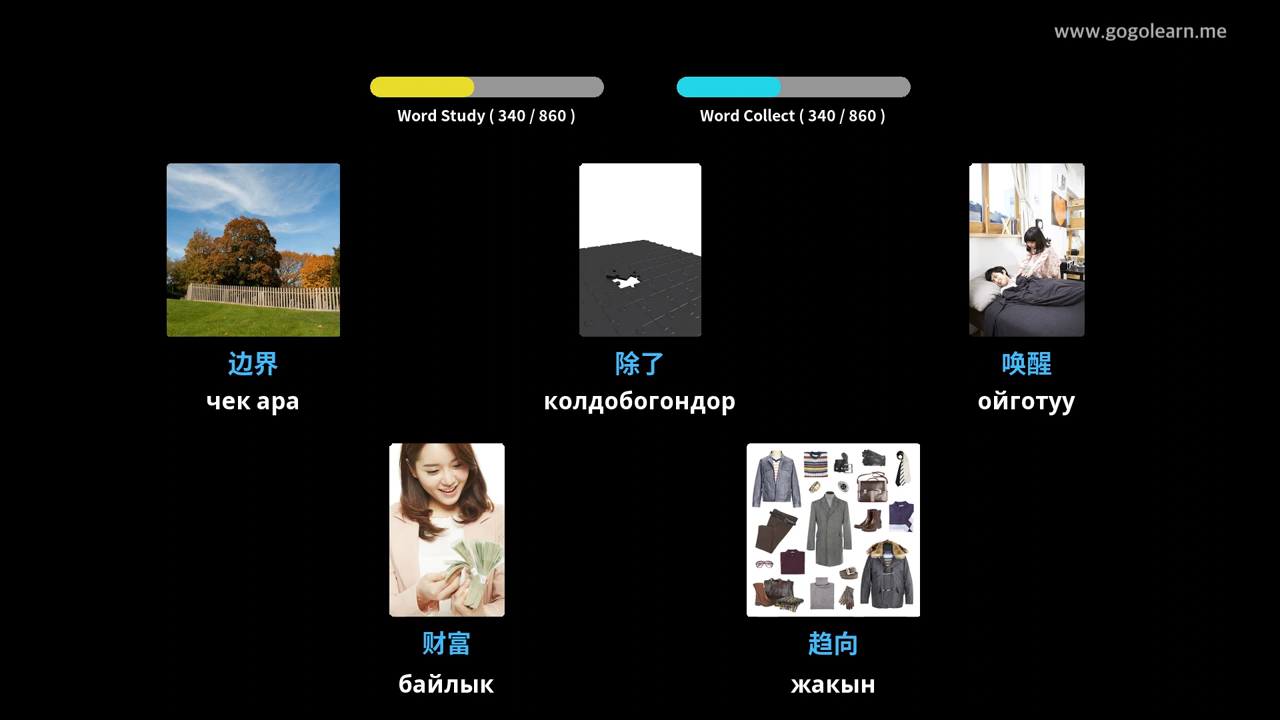 www.gogolearn.me
Word Study ( 340 / 860 )
Word Collect ( 340 / 860 )
边界
чек ара
除了
колдобогондор
唤醒
ойготуу
财富
байлык
趋向
жакын